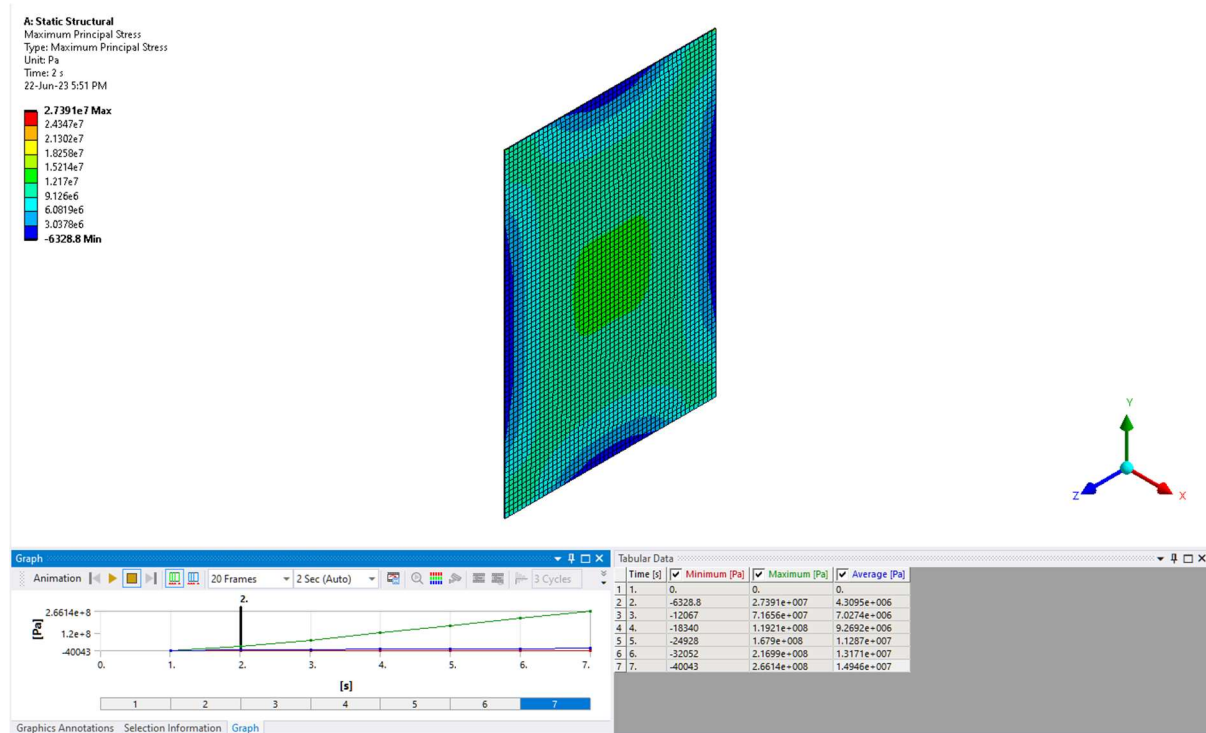 A: Static Structural
Maximum Principal Stress
Type: Maximum Principal Stress
Unit: Pa
Time: 2 s
22-Jun-23 5:51 PM
2.7391e7 Max
2.4347e7
2.1302e7
1.8258e7
1.5214e7
1.217e7
9.126e6
6.0819e6
3.0378e6
-6328.8 Min
Y
Z
X
Graph
Animation 20 Frames 2 Sec (Auto) 3 Cycles
2.
2.6614e+8
1.2e+8
-40043
[Pa]
0. 1. 2. 3. 4. 5. 6. 7.
[s]
1 2 3 4 5 6 7
Graphics Annotations Selection Information Graph
Tabular Data
Time [s] Minimum [Pa] Maximum [Pa] Average [Pa]
1 1. 0. 0. 0.
2 2. -6328.8 2.7391e+007 4.3095e+006
3 3. -12067 7.1656e+007 7.0274e+006
4 4. -18340 1.1921e+008 9.2692e+006
5 5. -24928 1.679e+008 1.1287e+007
6 6. -32052 2.1699e+008 1.3171e+007
7 7. -40043 2.6614e+008 1.4946e+007